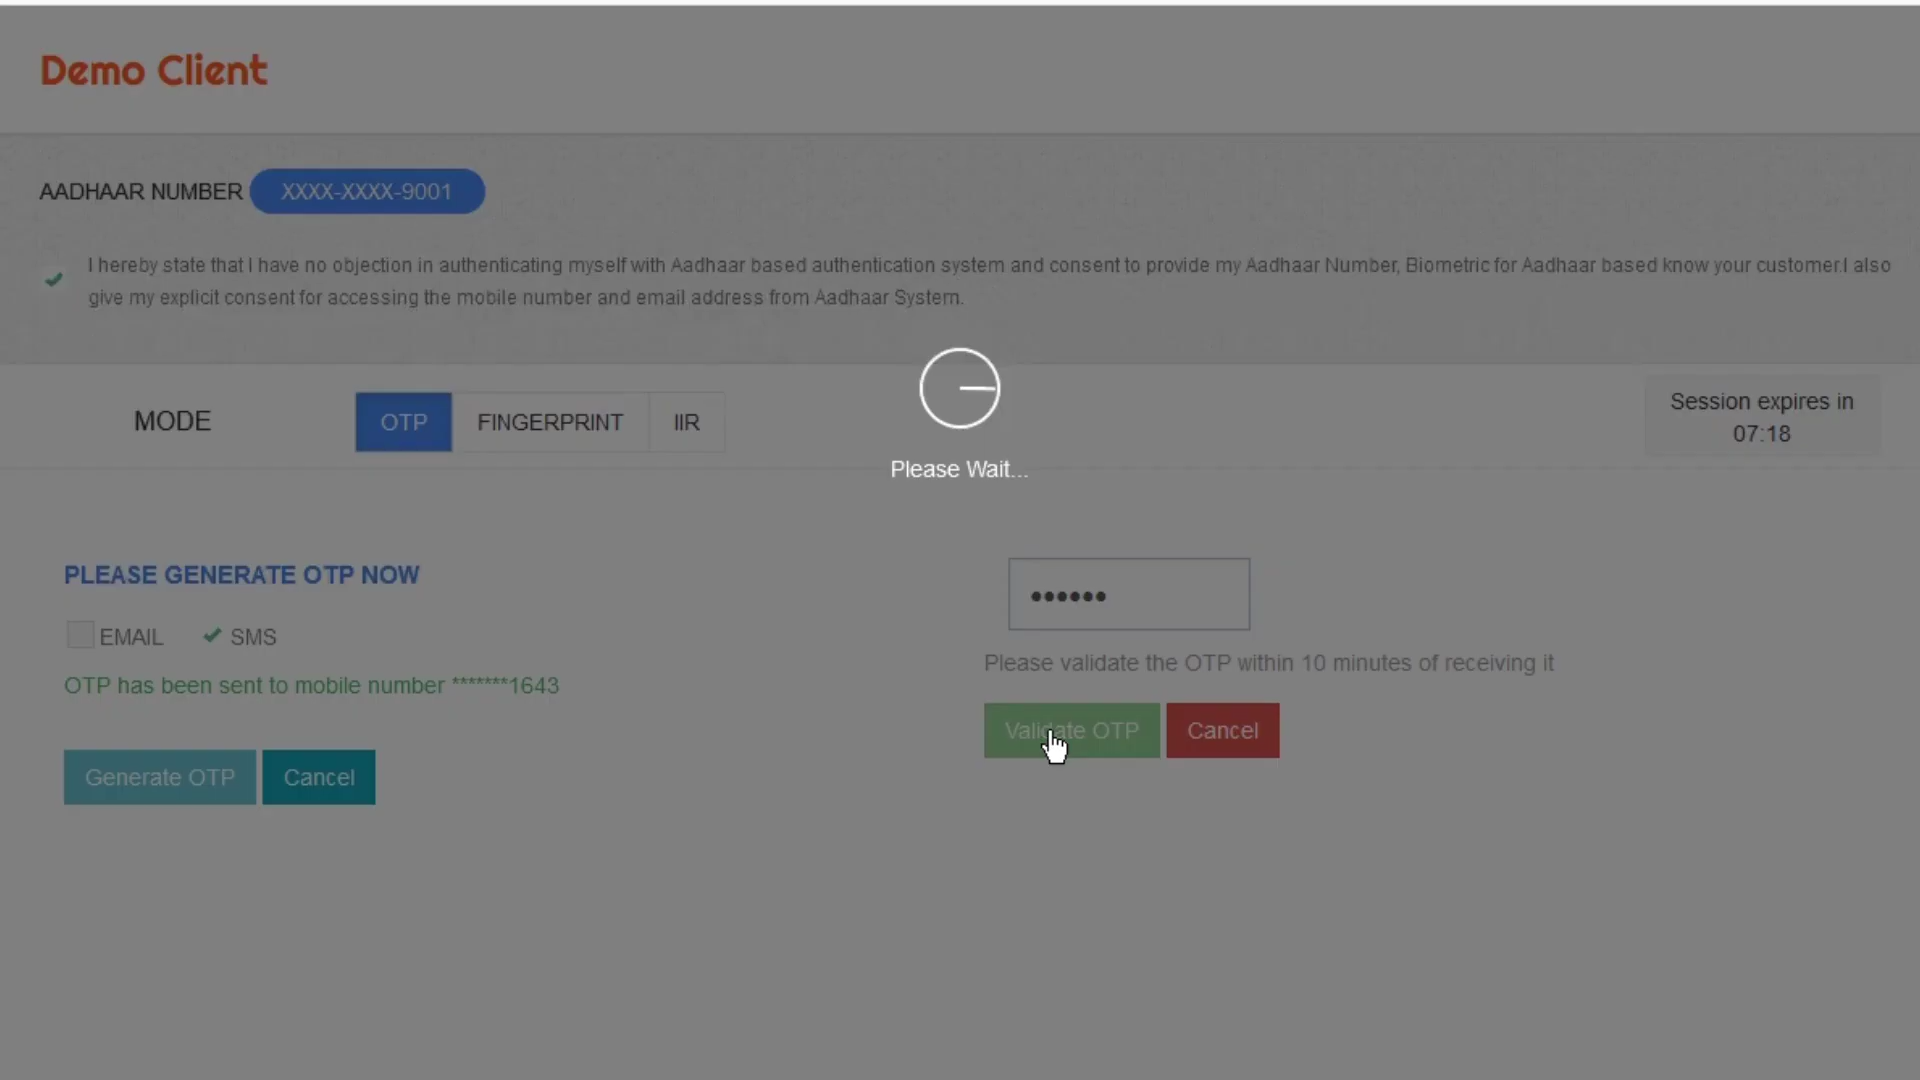 Demo Client
AADHAAR NUMBER XXXX-XXXX-9001
I hereby state that I have no objection in authenticating myself with Aadhaar based authentication system and consent to provide my Aadhaar Number, Biometric for Aadhaar based know your customer.I also
give my explicit consent for accessing the mobile number and email address from Aadhaar System.
MODE OTP FINGERPRINT IIR
Session expires in
07:18
Please Wait...
PLEASE GENERATE OTP NOW
EMAIL SMS
OTP has been sent to mobile number *******1643
Generate OTP Cancel
••••••
Please validate the OTP within 10 minutes of receiving it
Validate OTP Cancel